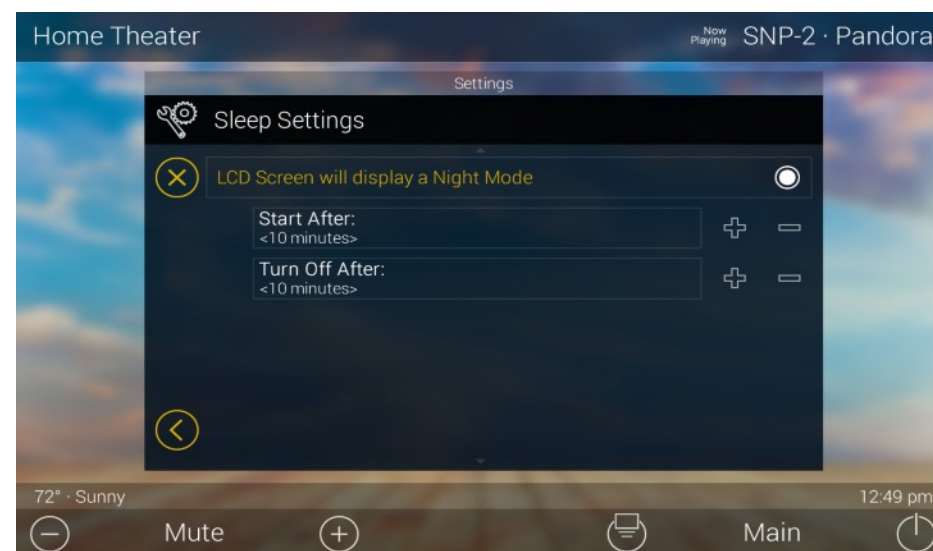 Home Theater
Now Playing SNP-2 · Pandora
Settings
Sleep Settings
LCD Screen will display a Night Mode
Start After:
<10 minutes>
Turn Off After:
<10 minutes>
72° · Sunny
12:49 pm
Mute
Main